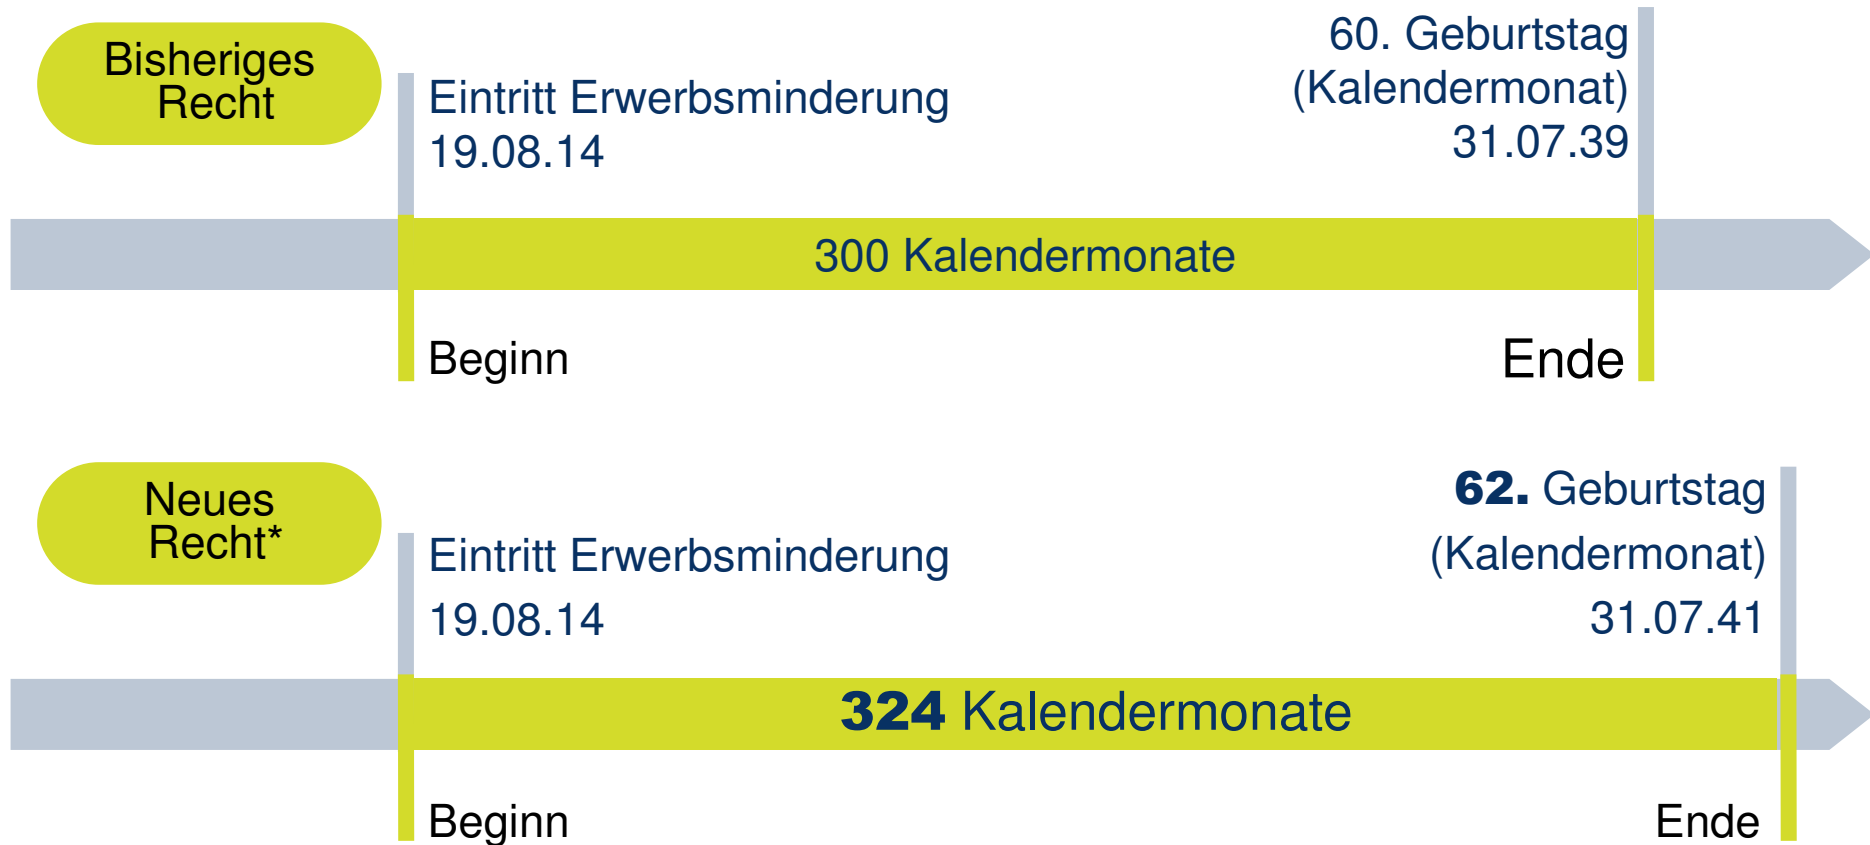 Bisheriges
Recht
Eintritt Erwerbsminderung
19.08.14
60. Geburtstag
(Kalendermonat)
31.07.39
300 Kalendermonate
Beginn
Ende
Neues
Recht*
Eintritt Erwerbsminderung
19.08.14
62. Geburtstag
(Kalendermonat)
31.07.41
324 Kalendermonate
Beginn
Ende